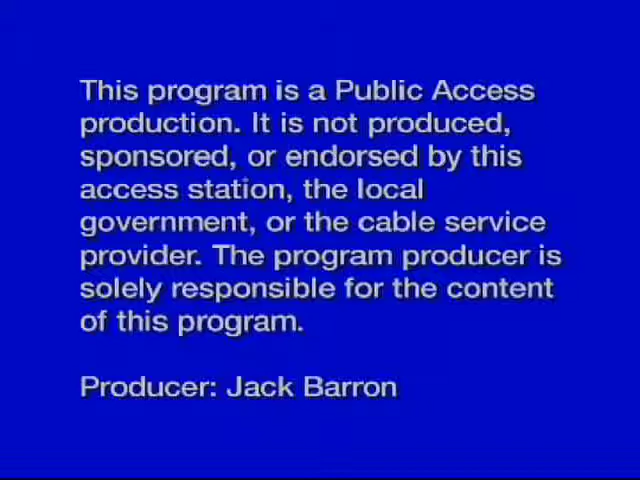 This program is a Public Access
production. It is not produced,
sponsored, or endorsed by this
access station, the local
government, or the cable service
provider. The program producer is
solely responsible for the content
of this program.
Producer: Jack Barron